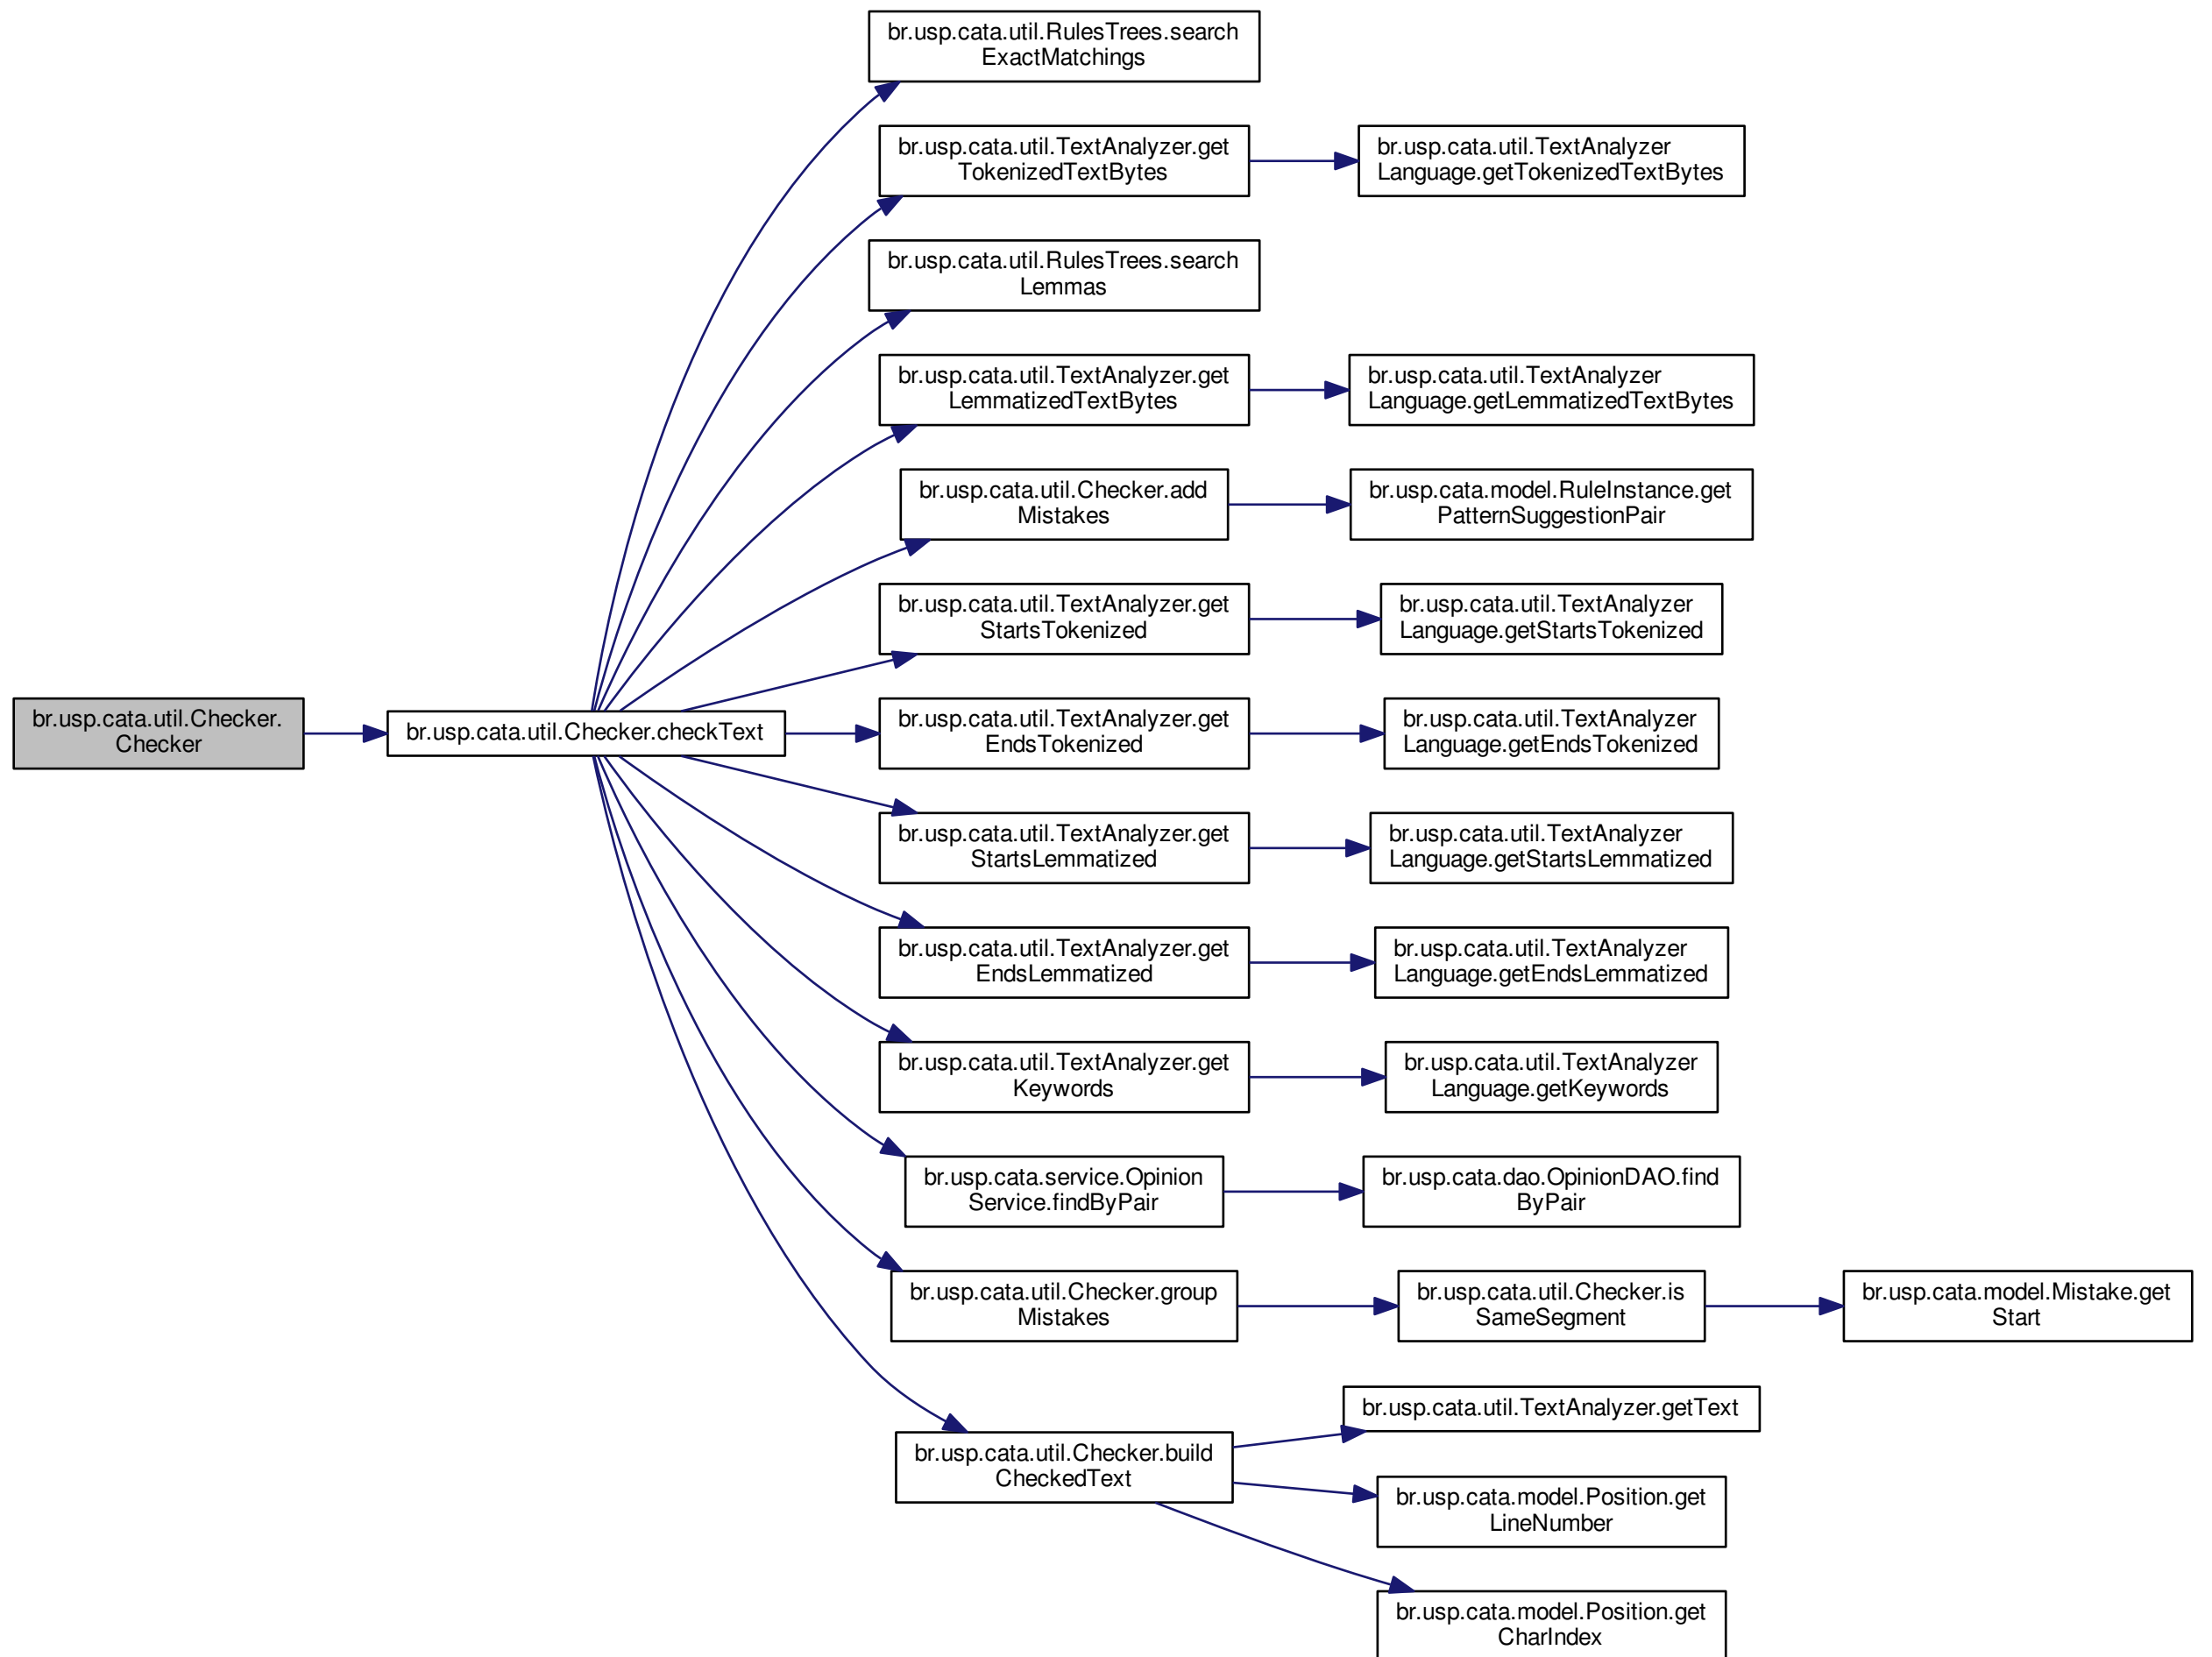 br.usp.cata.util.RulesTrees.search
ExactMatchings
br.usp.cata.util.TextAnalyzer.get
TokenizedTextBytes
br.usp.cata.util.TextAnalyzer
Language.getTokenizedTextBytes
br.usp.cata.util.RulesTrees.search
Lemmas
br.usp.cata.util.TextAnalyzer.get
LemmatizedTextBytes
br.usp.cata.util.TextAnalyzer
Language.getLemmatizedTextBytes
br.usp.cata.util.Checker.add
Mistakes
br.usp.cata.model.RuleInstance.get
PatternSuggestionPair
br.usp.cata.util.TextAnalyzer.get
StartsTokenized
br.usp.cata.util.TextAnalyzer
Language.getStartsTokenized
br.usp.cata.util.Checker.
Checker
br.usp.cata.util.Checker.checkText
br.usp.cata.util.TextAnalyzer.get
EndsTokenized
br.usp.cata.util.TextAnalyzer
Language.getEndsTokenized
br.usp.cata.util.TextAnalyzer.get
StartsLemmatized
br.usp.cata.util.TextAnalyzer
Language.getStartsLemmatized
br.usp.cata.util.TextAnalyzer.get
EndsLemmatized
br.usp.cata.util.TextAnalyzer
Language.getEndsLemmatized
br.usp.cata.util.TextAnalyzer.get
Keywords
br.usp.cata.util.TextAnalyzer
Language.getKeywords
br.usp.cata.service.Opinion
Service.findByPair
br.usp.cata.dao.OpinionDAO.find
ByPair
br.usp.cata.util.Checker.group
Mistakes
br.usp.cata.util.Checker.is
SameSegment
br.usp.cata.model.Mistake.get
Start
br.usp.cata.util.Checker.build
CheckedText
br.usp.cata.util.TextAnalyzer.getText
br.usp.cata.model.Position.get
LineNumber
br.usp.cata.model.Position.get
CharIndex